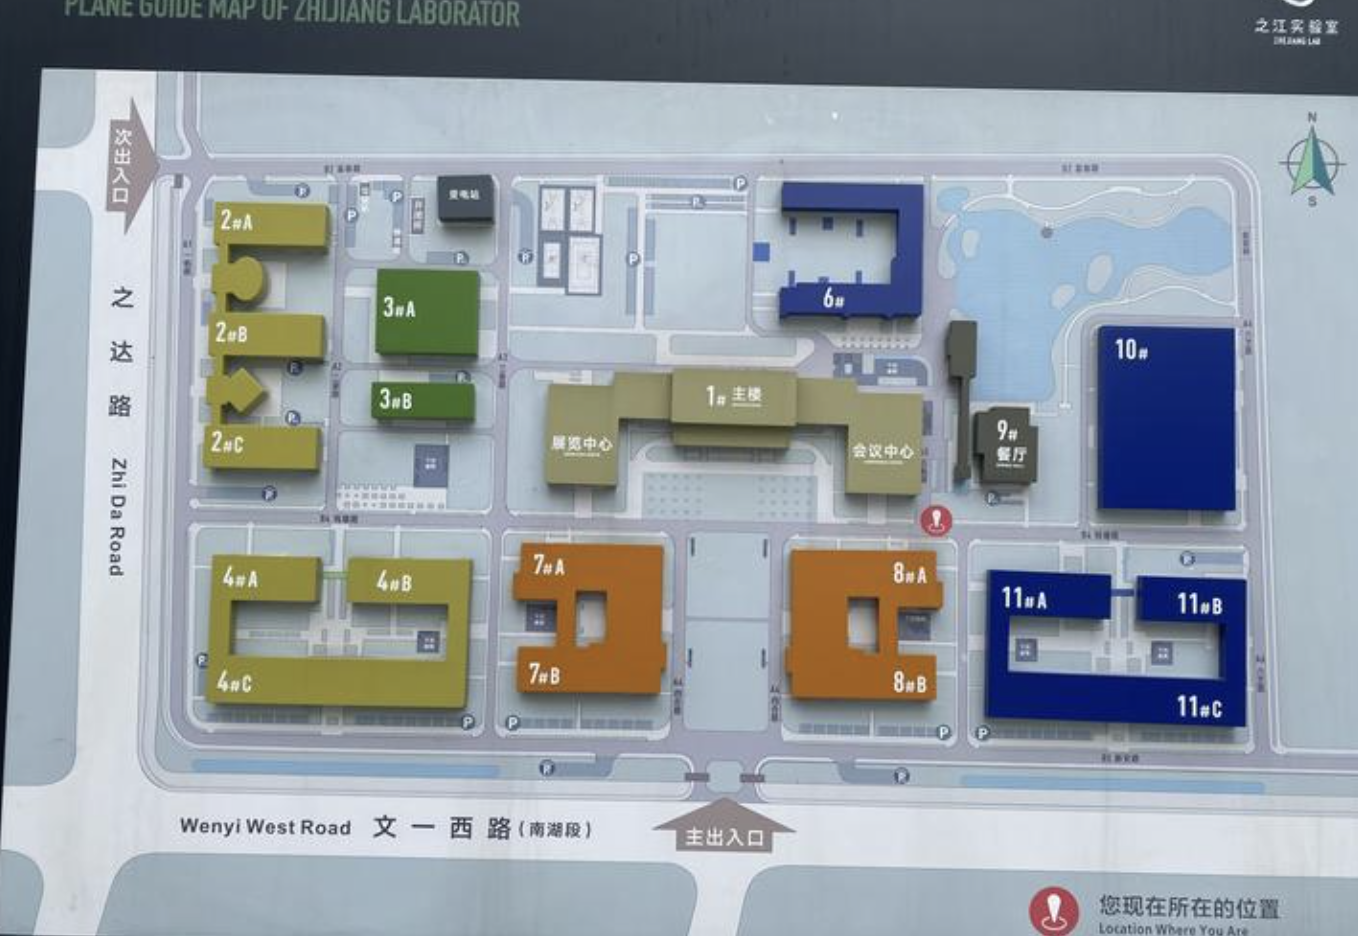 PLANE GUIDE MAP OF ZHIJIANG LABORATOR
之江实验室
ZHEJIANG LAB
N
S
次出入口
之达路
Zhi Da Road
2#A
2#B
2#C
变电站
3#A
3#B
6#
10#
1# 主楼
展览中心
会议中心
9#
餐厅
4#A
4#B
4#C
7#A
7#B
8#A
8#B
11#A
11#B
11#C
P
Wenyi West Road 文一西路(南湖段)
主出入口
您现在所在的位置
Location Where You Are